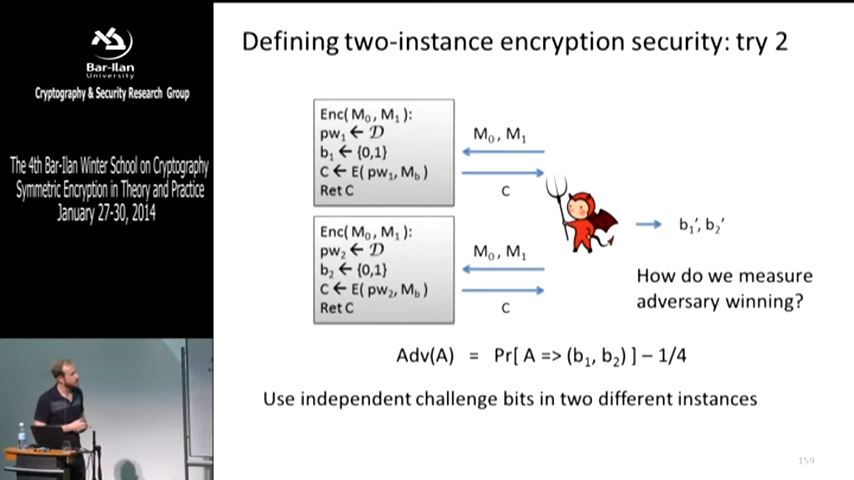 Bar-Ilan
University
Cryptography & Security Research Group
The 4th Bar-Ilan Winter School on Cryptography
Symmetric Encryption in Theory and Practice
January 27-30, 2014
Defining two-instance encryption security: try 2
Enc( M₀ , M₁ ):
pw₁ ← 𝒟
b₁ ← {0,1}
C ← E( pw₁, M_b )
Ret C
M₀ , M₁
C
Enc( M₀ , M₁ ):
pw₂ ← 𝒟
b₂ ← {0,1}
C ← E( pw₂, M_b )
Ret C
M₀ , M₁
C
b₁′, b₂′
How do we measure
adversary winning?
Adv(A) = Pr[ A => (b₁, b₂) ] – 1/4
Use independent challenge bits in two different instances
159